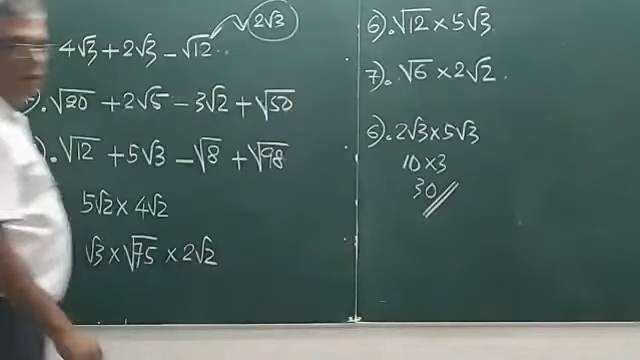 2√3
4√3 + 2√3 - √12
). √20 + 2√5 - 3√2 + √50
). √12 + 5√3 - √8 + √98
5√2 × 4√2
√3 × √75 × 2√2
6). √12 × 5√3
7). √6 × 2√2
6). 2√3 × 5√3
10 × 3
30